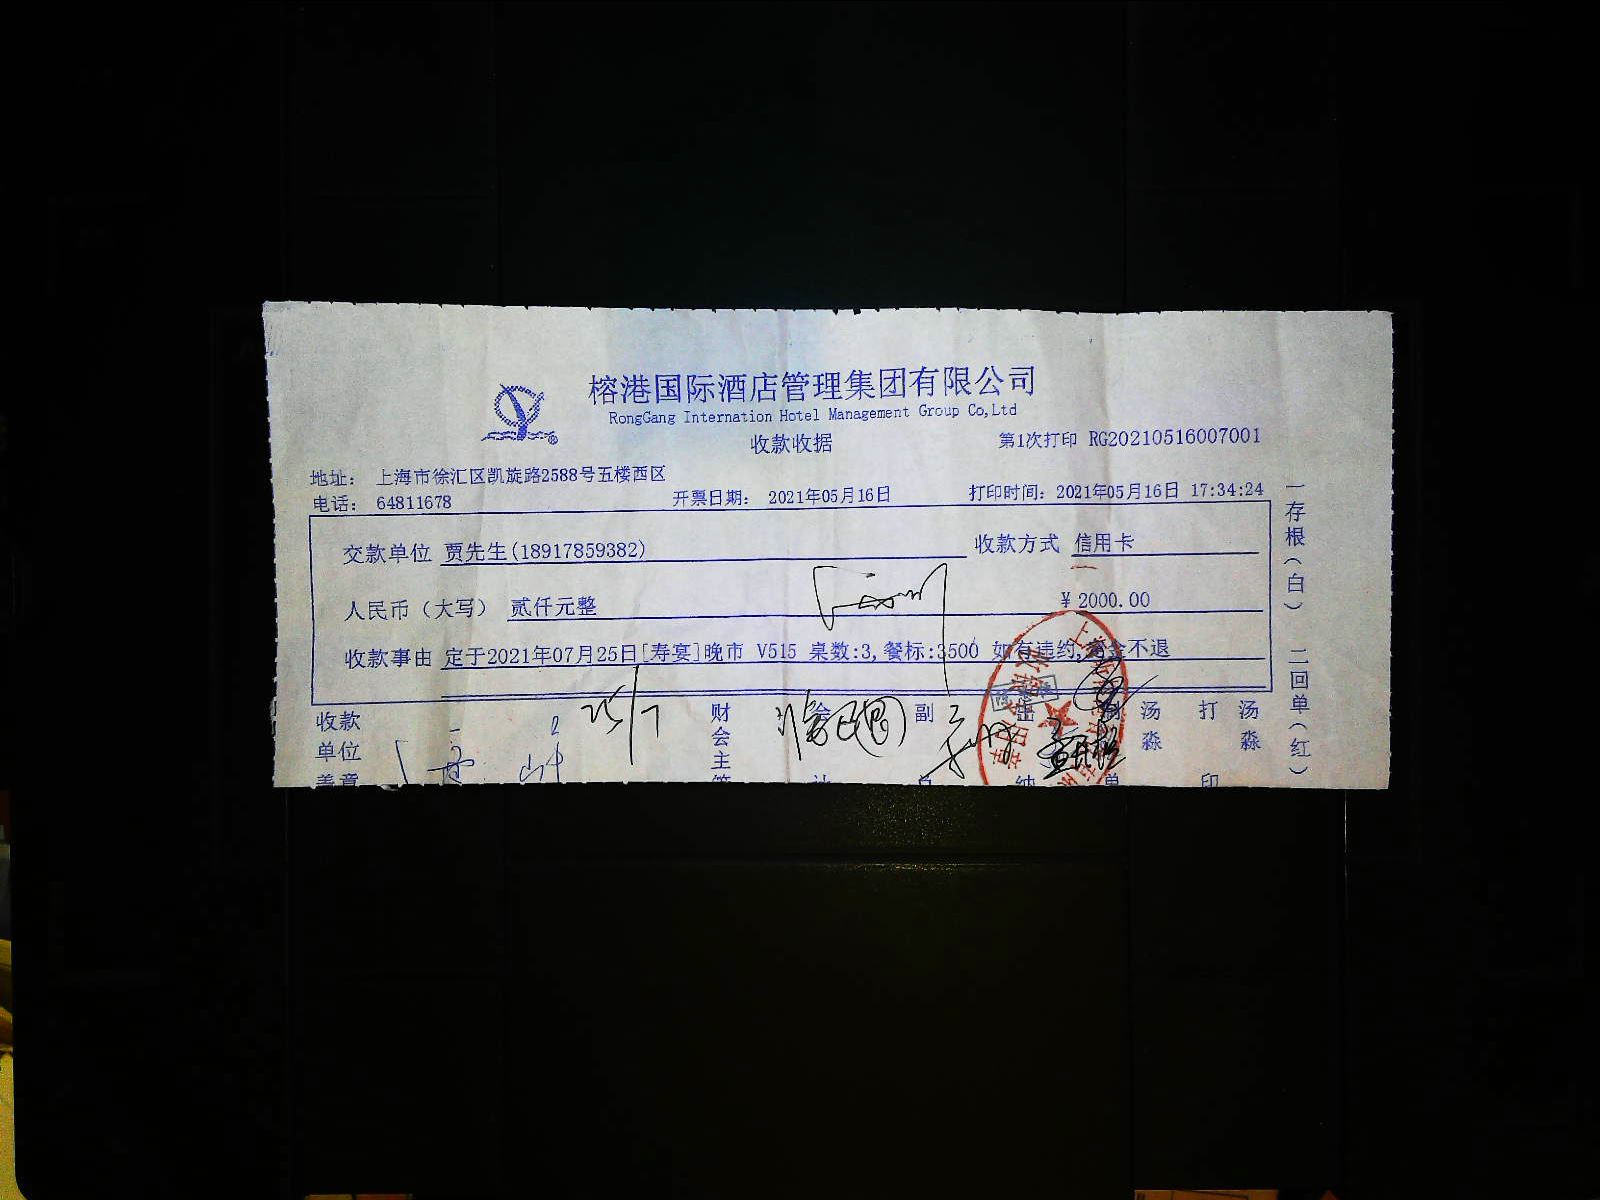 榕港国际酒店管理集团有限公司
RongGang Internation Hotel Management Group Co,Ltd
收款收据
第1次打印 RG20210516007001
地址： 上海市徐汇区凯旋路2588号五楼西区
电话： 64811678 开票日期： 2021年05月16日 打印时间：2021年05月16日 17:34:24
交款单位 贾先生(18917859382) 收款方式 信用卡
人民币（大写） 贰仟元整 ￥2000.00
收款事由 定于2021年07月25日[寿宴]晚市 V515 桌数:3,餐标:3500 如有违约,金不退
25/7
收款
单位
盖章
财
会
主
会
副
汤
淼
打
印
汤
淼
一存根（白）
二回单（红）